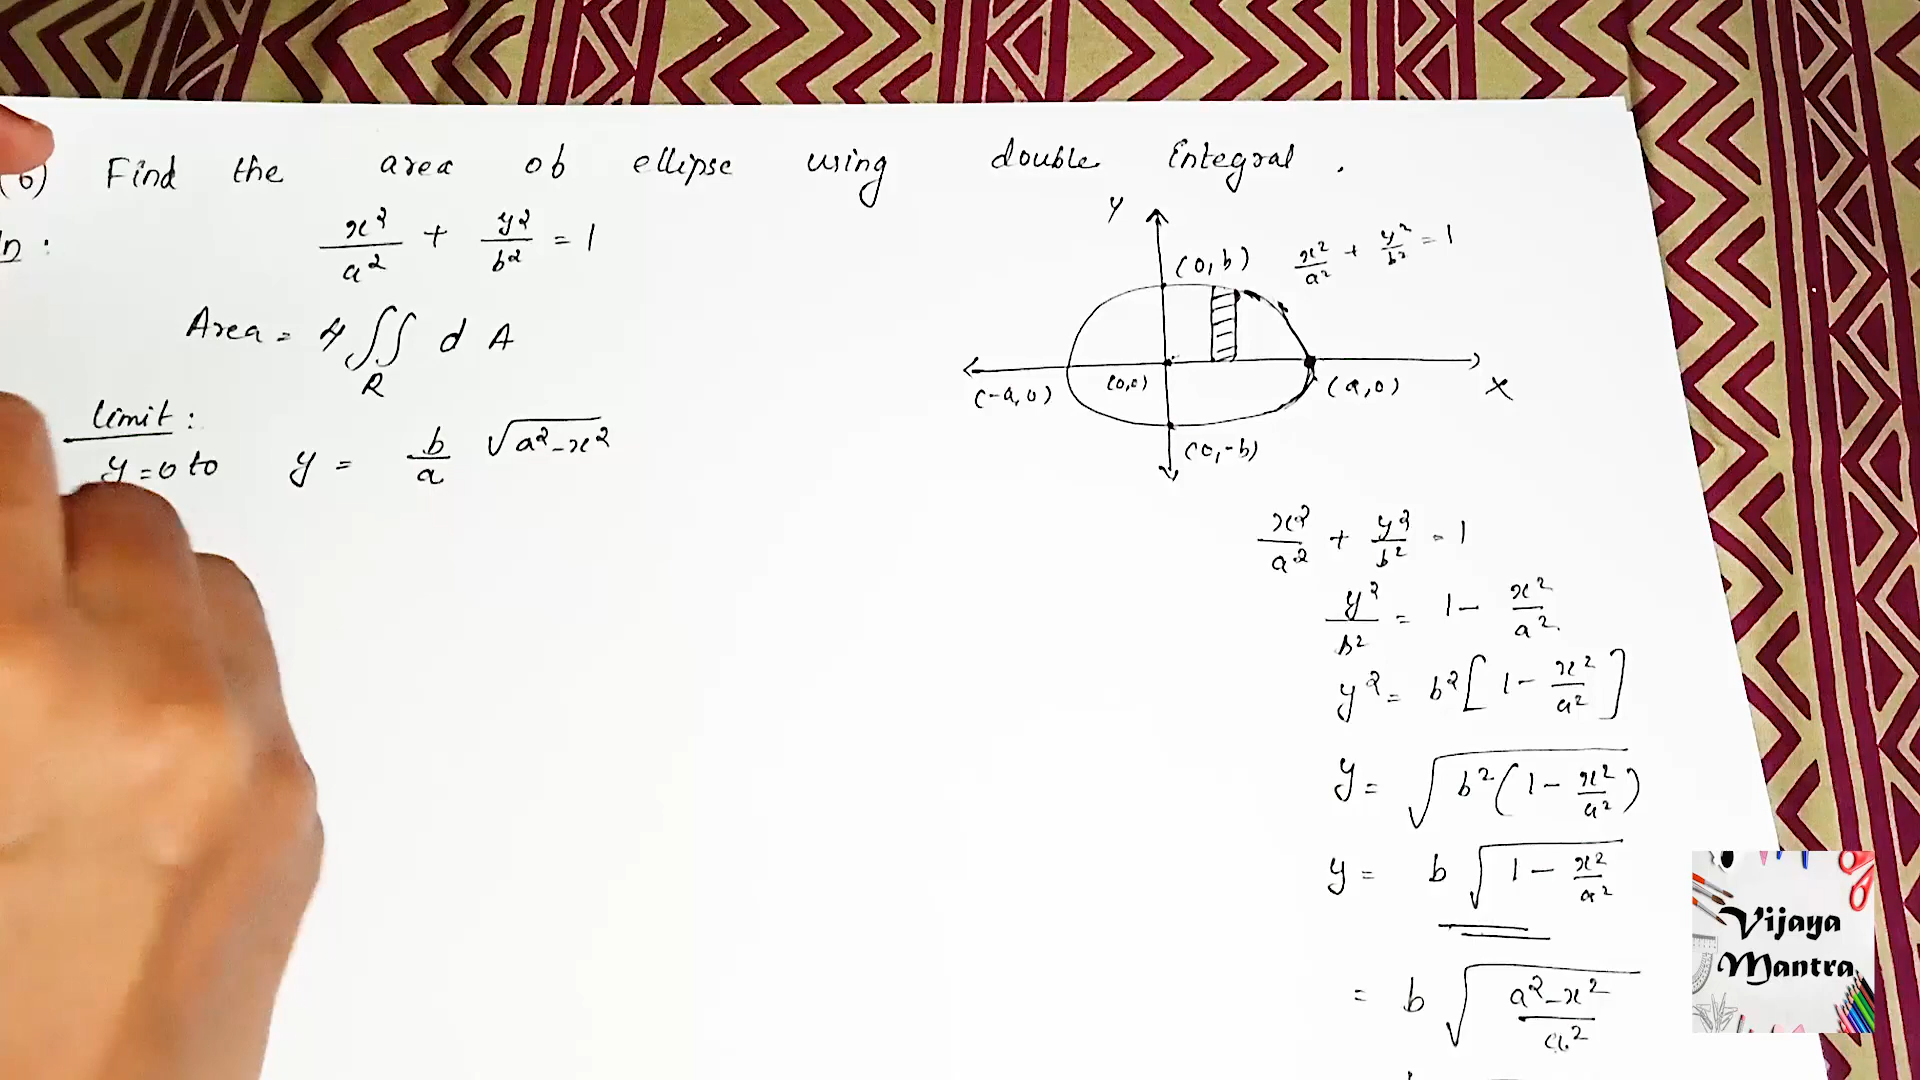 (6) Find the area of ellipse using double Integral.
x²/a² + y²/b² = 1
Area = 4 ∬_R d A
limit :
y = 0 to y = b/a √(a²-x²)
Y
(0,b)
x²/a² + y²/b² = 1
(-a,0) (0,0) (a,0) X
(0,-b)
x²/a² + y²/b² = 1
y²/b² = 1 - x²/a²
y² = b² [1 - x²/a²]
y = √(b²(1 - x²/a²))
y = b √(1 - x²/a²)
= b √((a²-x²)/a²)
Vijaya
Mantra